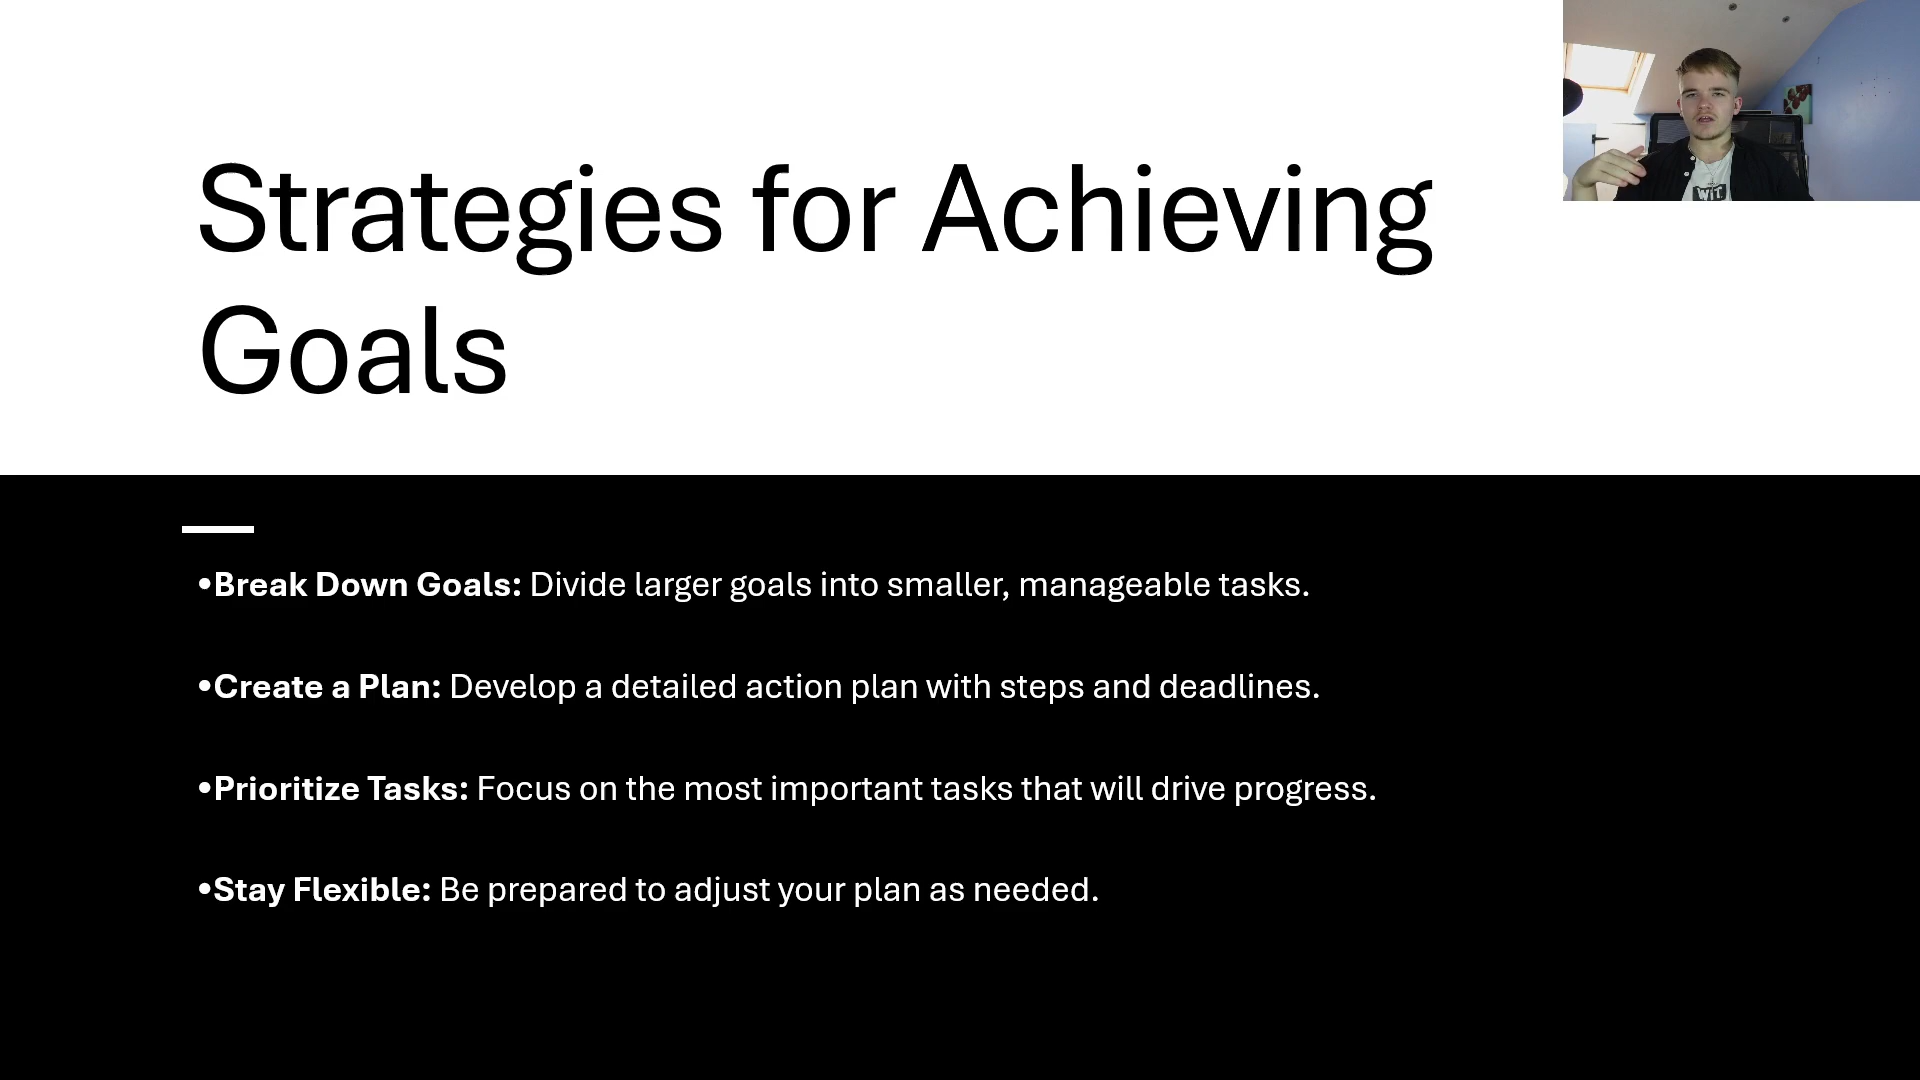 Strategies for Achieving
Goals
•Break Down Goals: Divide larger goals into smaller, manageable tasks.
•Create a Plan: Develop a detailed action plan with steps and deadlines.
•Prioritize Tasks: Focus on the most important tasks that will drive progress.
•Stay Flexible: Be prepared to adjust your plan as needed.